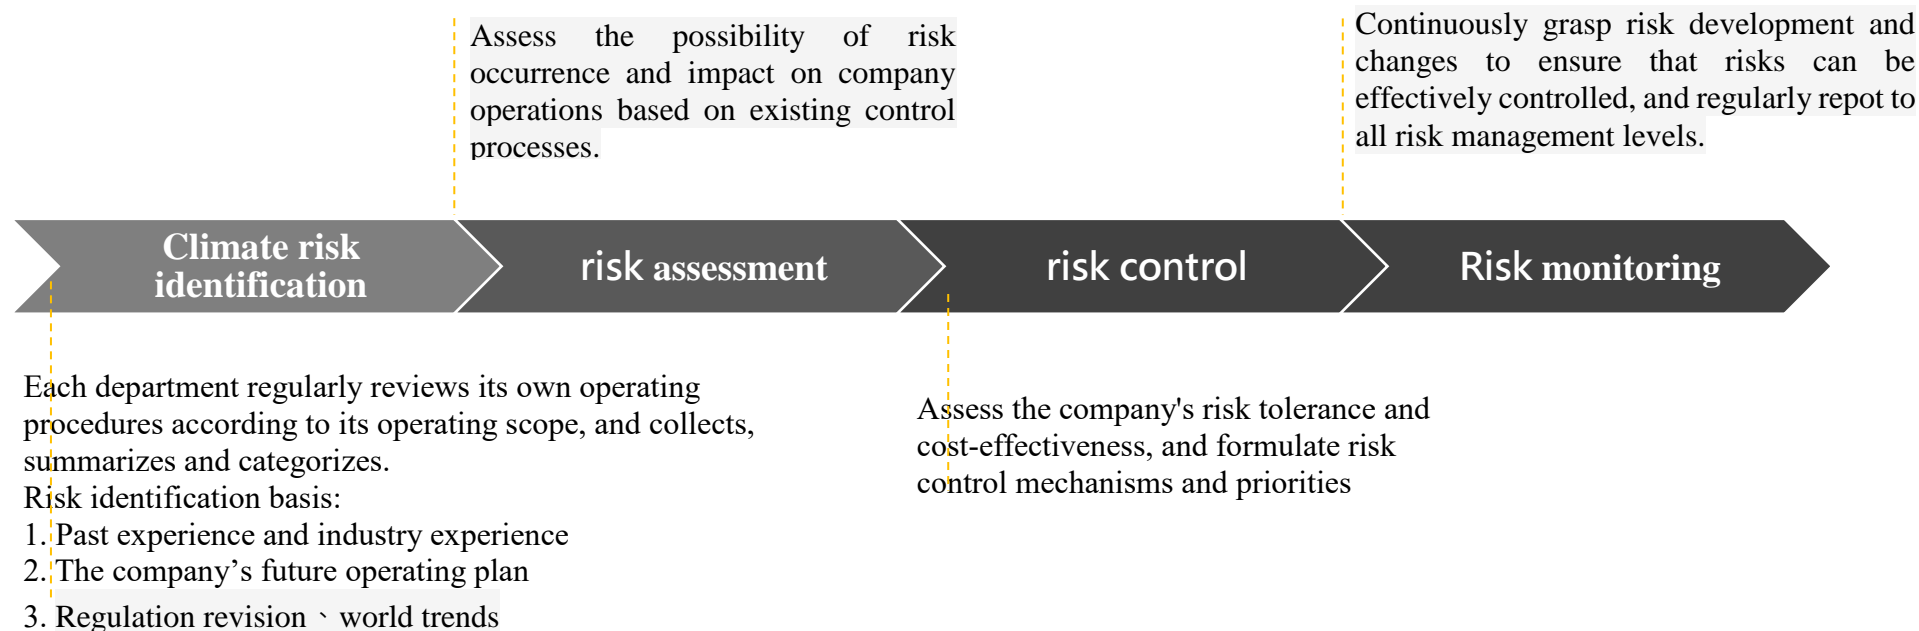 Assess the possibility of risk
occurrence and impact on company
operations based on existing control
processes.
Continuously grasp risk development and
changes to ensure that risks can be
effectively controlled, and regularly repot to
all risk management levels.
Climate risk
identification
risk assessment
risk control
Risk monitoring
Each department regularly reviews its own operating
procedures according to its operating scope, and collects,
summarizes and categorizes.
Risk identification basis:
1. Past experience and industry experience
2. The company’s future operating plan
3. Regulation revision、world trends
Assess the company's risk tolerance and
cost-effectiveness, and formulate risk
control mechanisms and priorities